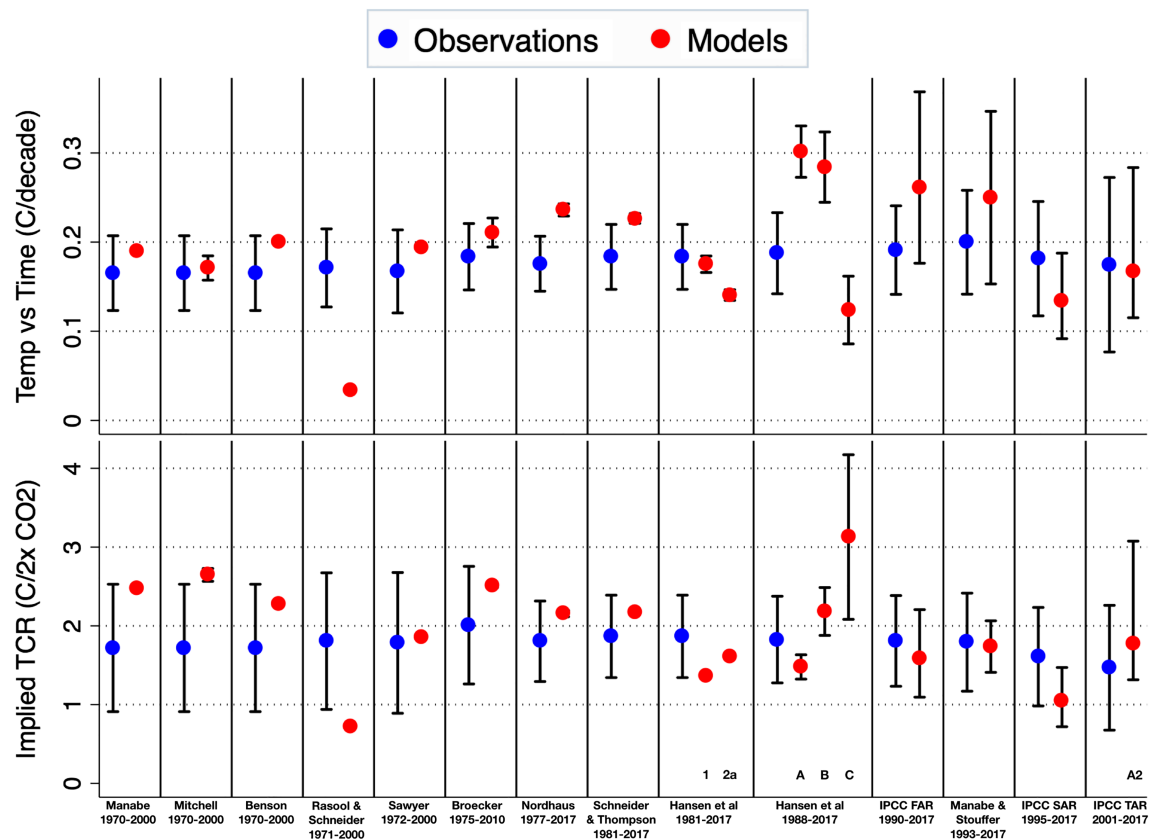 Observations Models
Temp vs Time (C/decade)
0.3
0.2
0.1
0
Implied TCR (C/2x CO2)
4
3
2
1
0
1 2a A B C A2
Manabe
1970-2000
Mitchell
1970-2000
Benson
1970-2000
Rasool &
Schneider
1971-2000
Sawyer
1972-2000
Broecker
1975-2010
Nordhaus
1977-2017
Schneider
& Thompson
1981-2017
Hansen et al
1981-2017
Hansen et al
1988-2017
IPCC FAR
1990-2017
Manabe &
Stouffer
1993-2017
IPCC SAR
1995-2017
IPCC TAR
2001-2017